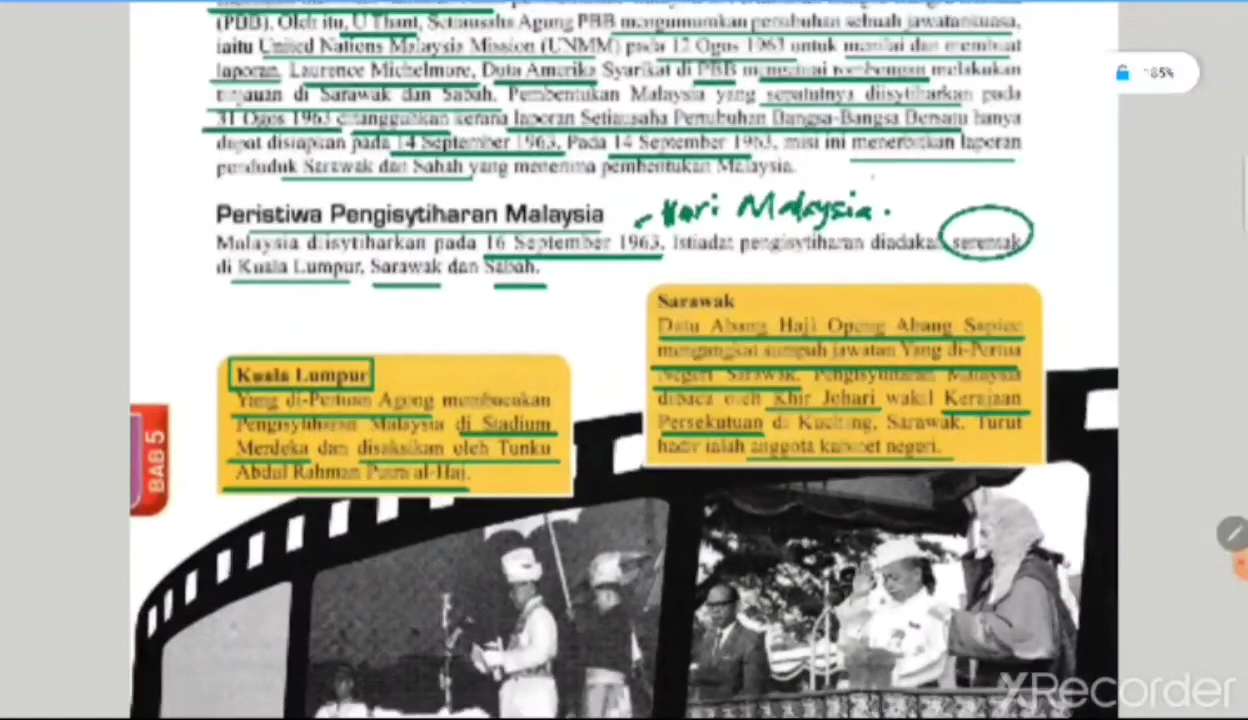 (PBB). Oleh itu, U Thant, Setiausaha Agung PBB mengumumkan penubuhan sebuah jawatankuasa,
iaitu United Nations Malaysia Mission (UNMM) pada 12 Ogos 1963 untuk menilai dan membuat
laporan. Laurence Michelmore, Duta Amerika Syarikat di PBB mengetuai rombongan melakukan
tinjauan di Sarawak dan Sabah. Pembentukan Malaysia yang sepatutnya diisytiharkan pada
31 Ogos 1963 ditangguhkan kerana laporan Setiausaha Pertubuhan Bangsa-Bangsa Bersatu hanya
dapat disiapkan pada 14 September 1963. Pada 14 September 1963, misi ini menerbitkan laporan
penduduk Sarawak dan Sabah yang menerima pembentukan Malaysia.
Peristiwa Pengisytiharan Malaysia
Hari Malaysia.
Malaysia diisytiharkan pada 16 September 1963. Istiadat pengisytiharan diadakan serentak
di Kuala Lumpur, Sarawak dan Sabah.
Kuala Lumpur
Yang di-Pertuan Agong membacakan
Pengisytiharan Malaysia di Stadium
Merdeka dan disaksikan oleh Tunku
Abdul Rahman Putra al-Haj.
Sarawak
Datu Abang Haji Openg Abang Sapiee
mengangkat sumpah jawatan Yang di-Pertua
Negeri Sarawak. Pengisytiharan Malaysia
dibaca oleh Khir Johari wakil Kerajaan
Persekutuan di Kuching, Sarawak. Turut
hadir ialah anggota kabinet negeri.
BAB 5
185%
XRecorder